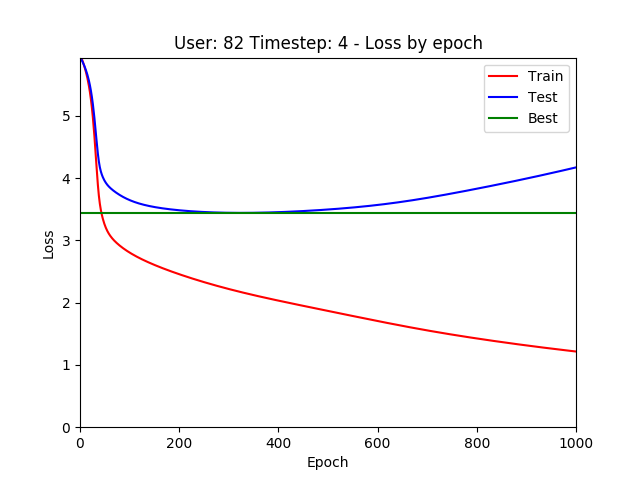 User: 82 Timestep: 4 - Loss by epoch
Train
Test
Best
5
4
3
2
1
0
Loss
0 200 400 600 800 1000
Epoch